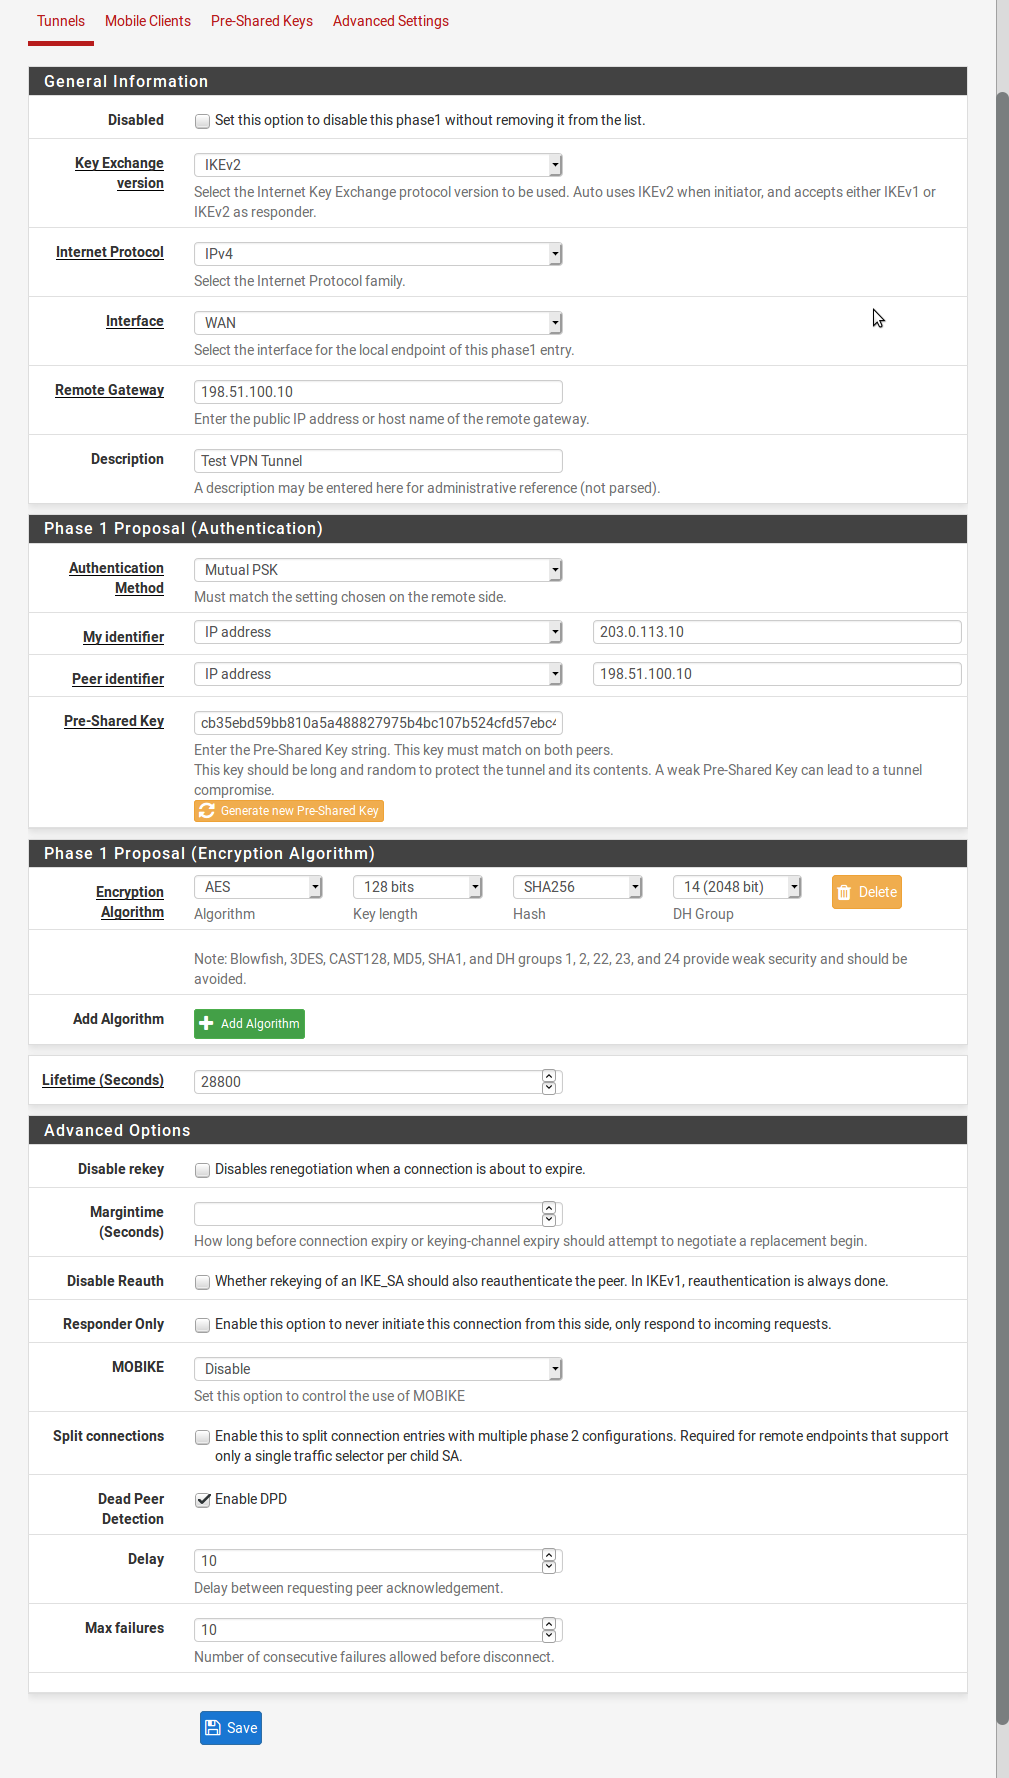 Tunnels Mobile Clients Pre-Shared Keys Advanced Settings
General Information
Disabled Set this option to disable this phase1 without removing it from the list.
Key Exchange version IKEv2
Select the Internet Key Exchange protocol version to be used. Auto uses IKEv2 when initiator, and accepts either IKEv1 or
IKEv2 as responder.
Internet Protocol IPv4
Select the Internet Protocol family.
Interface WAN
Select the interface for the local endpoint of this phase1 entry.
Remote Gateway 198.51.100.10
Enter the public IP address or host name of the remote gateway.
Description Test VPN Tunnel
A description may be entered here for administrative reference (not parsed).
Phase 1 Proposal (Authentication)
Authentication Method Mutual PSK
Must match the setting chosen on the remote side.
My identifier IP address 203.0.113.10
Peer identifier IP address 198.51.100.10
Pre-Shared Key cb35ebd59bb810a5a488827975b4bc107b524cfd57ebc4
Enter the Pre-Shared Key string. This key must match on both peers.
This key should be long and random to protect the tunnel and its contents. A weak Pre-Shared Key can lead to a tunnel
compromise.
Generate new Pre-Shared Key
Phase 1 Proposal (Encryption Algorithm)
Encryption Algorithm AES 128 bits SHA256 14 (2048 bit) Delete
Algorithm Key length Hash DH Group
Note: Blowfish, 3DES, CAST128, MD5, SHA1, and DH groups 1, 2, 22, 23, and 24 provide weak security and should be
avoided.
Add Algorithm Add Algorithm
Lifetime (Seconds) 28800
Advanced Options
Disable rekey Disables renegotiation when a connection is about to expire.
Margintime (Seconds)
How long before connection expiry or keying-channel expiry should attempt to negotiate a replacement begin.
Disable Reauth Whether rekeying of an IKE_SA should also reauthenticate the peer. In IKEv1, reauthentication is always done.
Responder Only Enable this option to never initiate this connection from this side, only respond to incoming requests.
MOBIKE Disable
Set this option to control the use of MOBIKE
Split connections Enable this to split connection entries with multiple phase 2 configurations. Required for remote endpoints that support
only a single traffic selector per child SA.
Dead Peer Detection Enable DPD
Delay 10
Delay between requesting peer acknowledgement.
Max failures 10
Number of consecutive failures allowed before disconnect.
Save